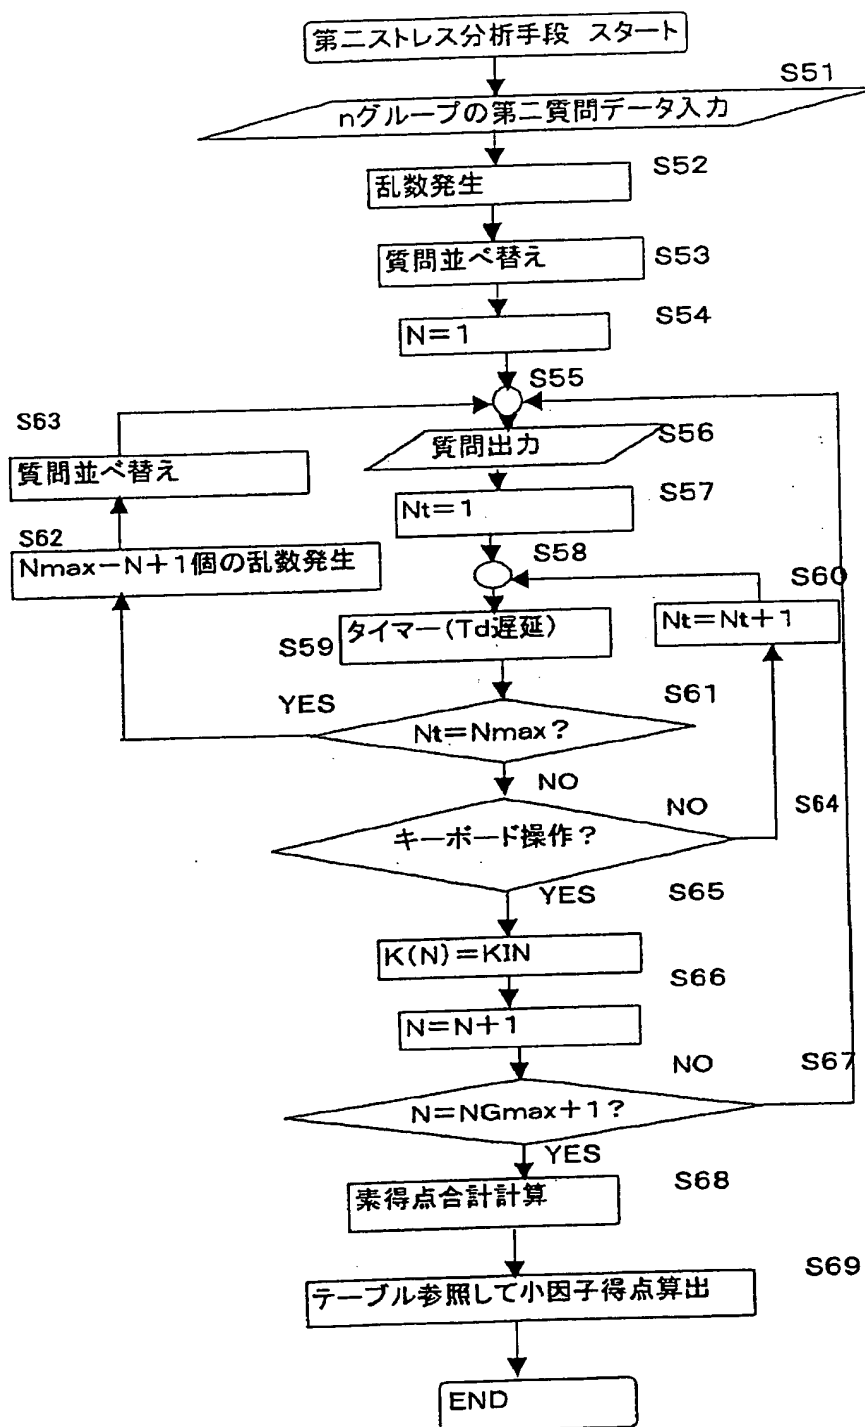 第二ストレス分析手段 スタート
S51
nグループの第二質問データ入力
S52
乱数発生
S53
質問並べ替え
S54
N=1
S55
S63
質問出力
S56
質問並べ替え
S57
Nt=1
S62
S58
Nmax-N+1個の乱数発生
S60
タイマー(Td遅延)
Nt=Nt+1
S59
S61
YES
Nt=Nmax?
NO
NO
S64
キーボード操作?
YES
S65
K(N)=KIN
S66
N=N+1
NO
S67
N=NGmax+1?
YES
S68
素得点合計計算
S69
テーブル参照して小因子得点算出
END